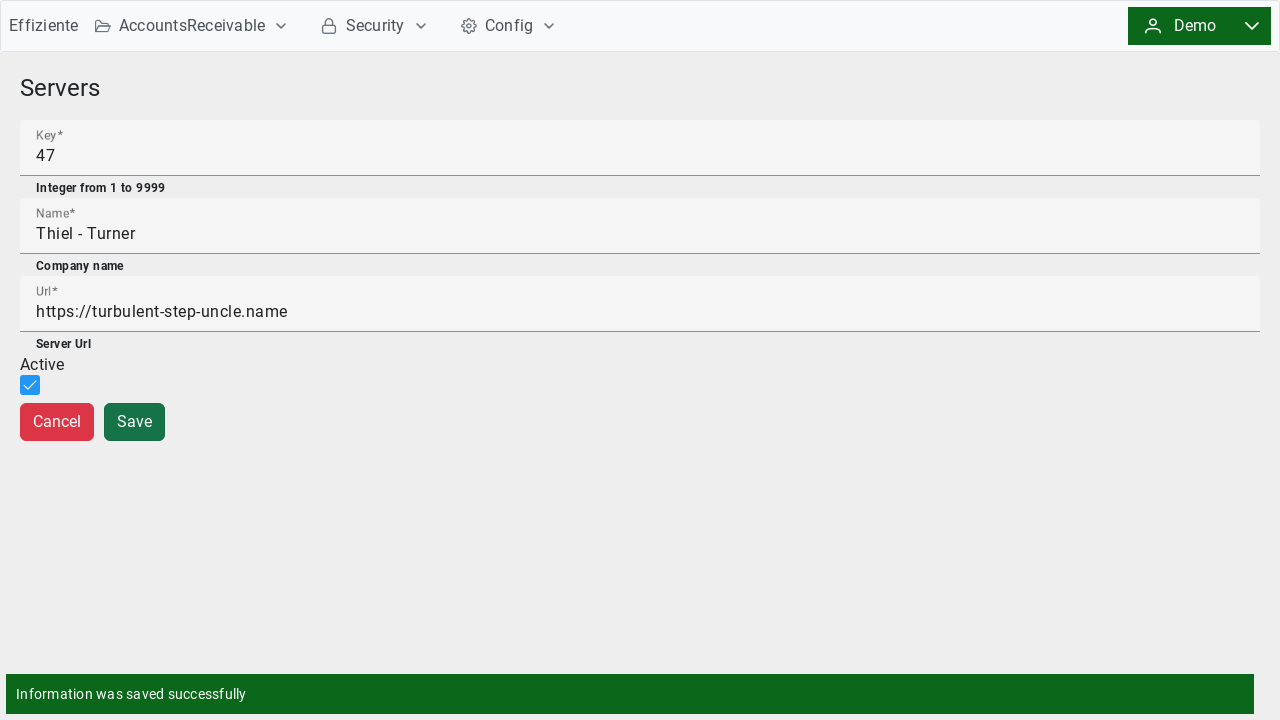 Effiziente AccountsReceivable Security Config Demo
Servers
Key*
47
Integer from 1 to 9999
Name*
Thiel - Turner
Company name
Url*
https://turbulent-step-uncle.name
Server Url
Active
Cancel Save
Information was saved successfully